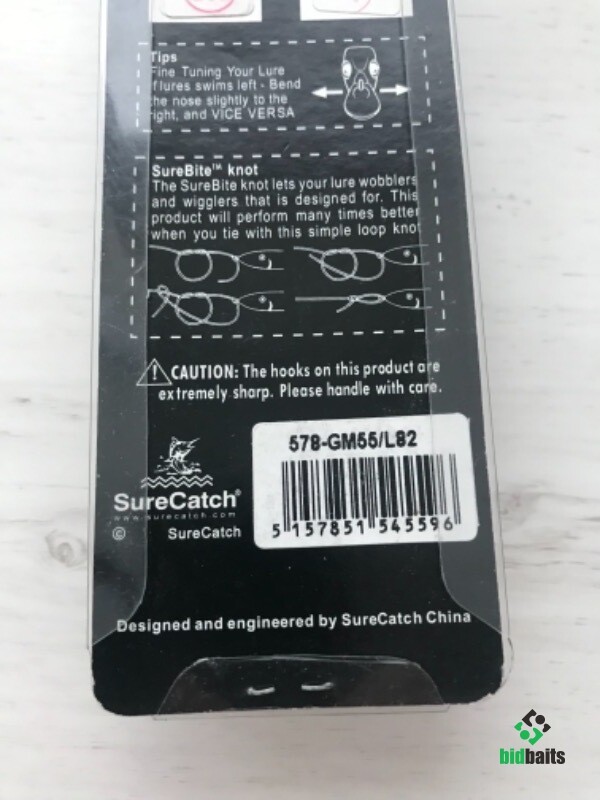 Tips
Fine Tuning Your Lure
If lures swims left - Bend
the nose slightly to the
right, and VICE VERSA
SureBite™ knot
The SureBite knot lets your lure wobblers
and wigglers that is designed for. This
product will perform many times better
when you tie with this simple loop knot
CAUTION: The hooks on this product are
extremely sharp. Please handle with care.
578-GM55/L82
5 157851 545596
SureCatch®
www.surecatch.com
© SureCatch
Designed and engineered by SureCatch China
bidbaits